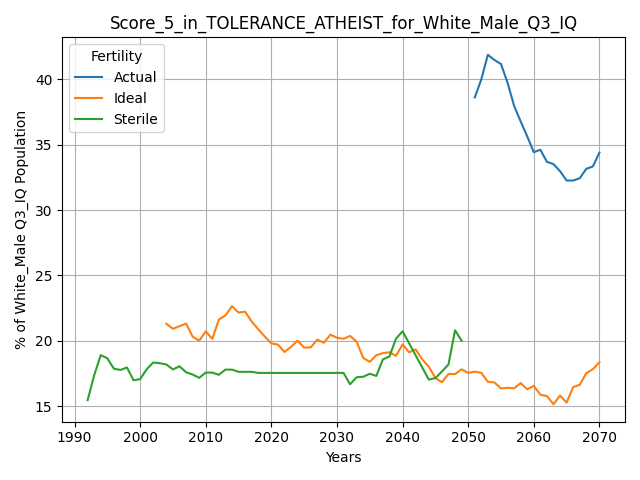 Score_5_in_TOLERANCE_ATHEIST_for_White_Male_Q3_IQ
Fertility
Actual
Ideal
Sterile
% of White_Male Q3_IQ Population
40
35
30
25
20
15
1990 2000 2010 2020 2030 2040 2050 2060 2070
Years